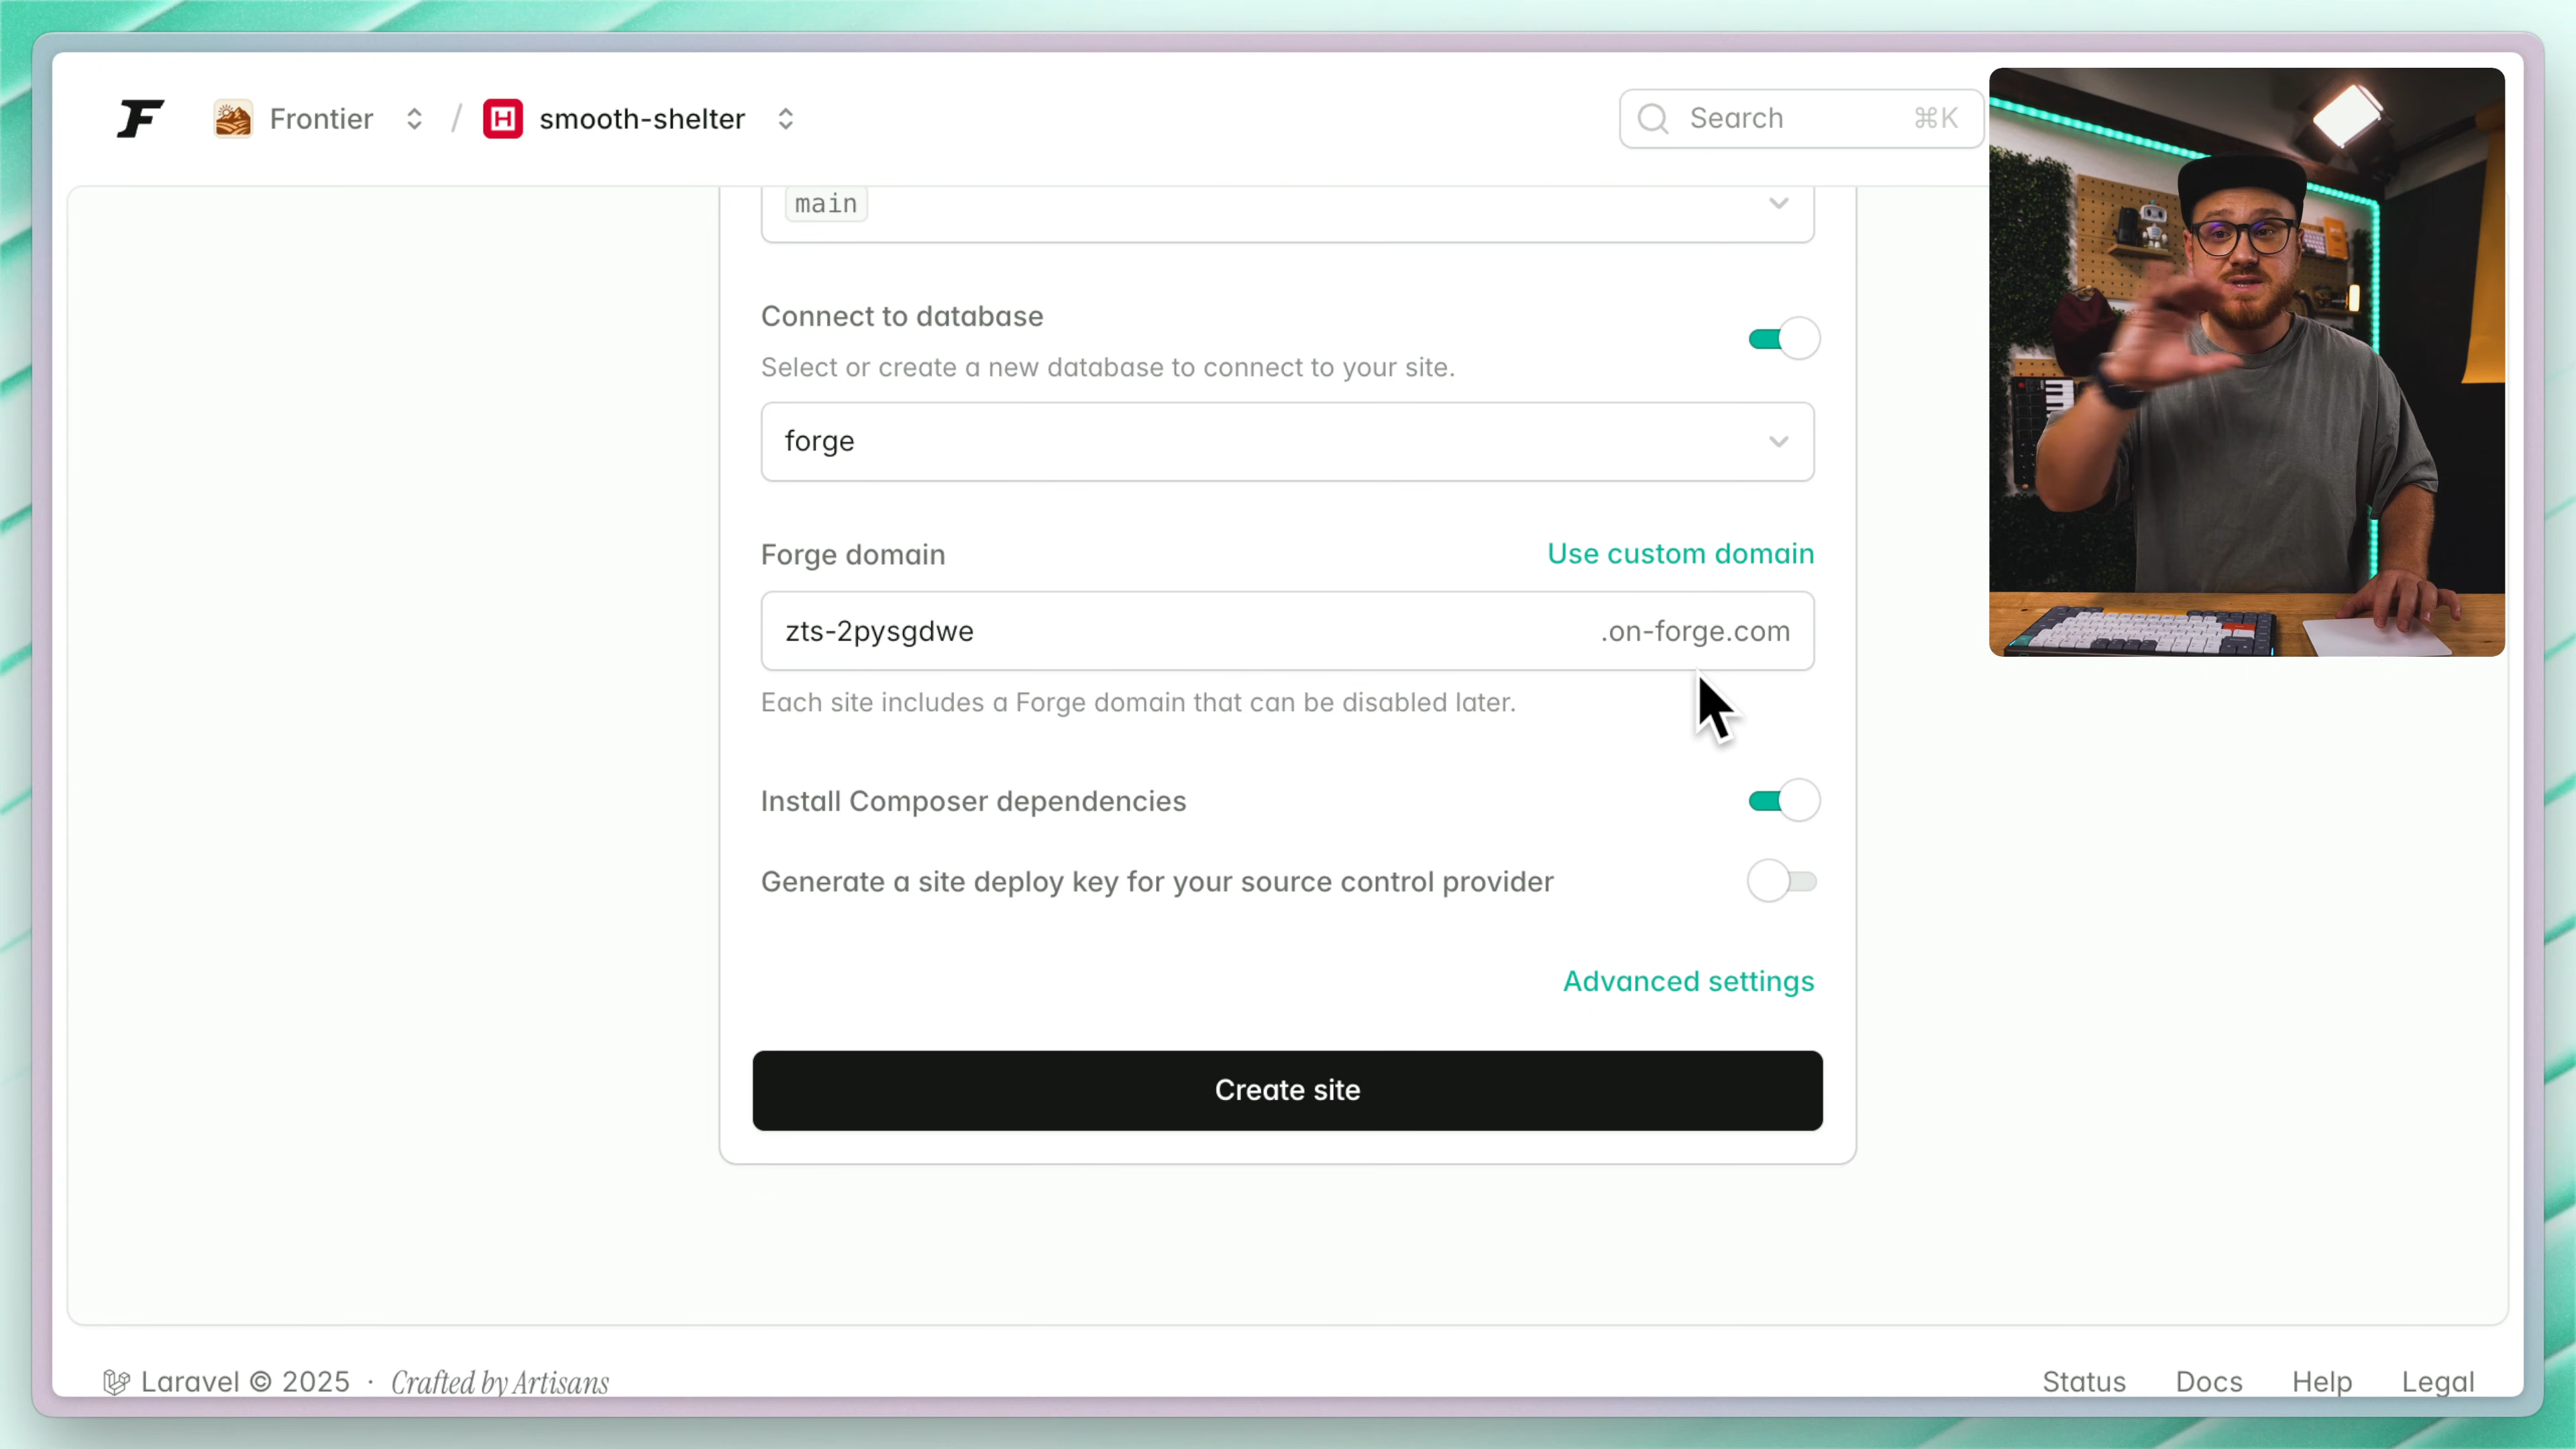 F Frontier / H smooth-shelter Search ⌘K
main
Connect to database
Select or create a new database to connect to your site.
forge
Forge domain Use custom domain
zts-2pysgdwe .on-forge.com
Each site includes a Forge domain that can be disabled later.
Install Composer dependencies
Generate a site deploy key for your source control provider
Advanced settings
Create site
Laravel © 2025 · Crafted by Artisans Status Docs Help Legal